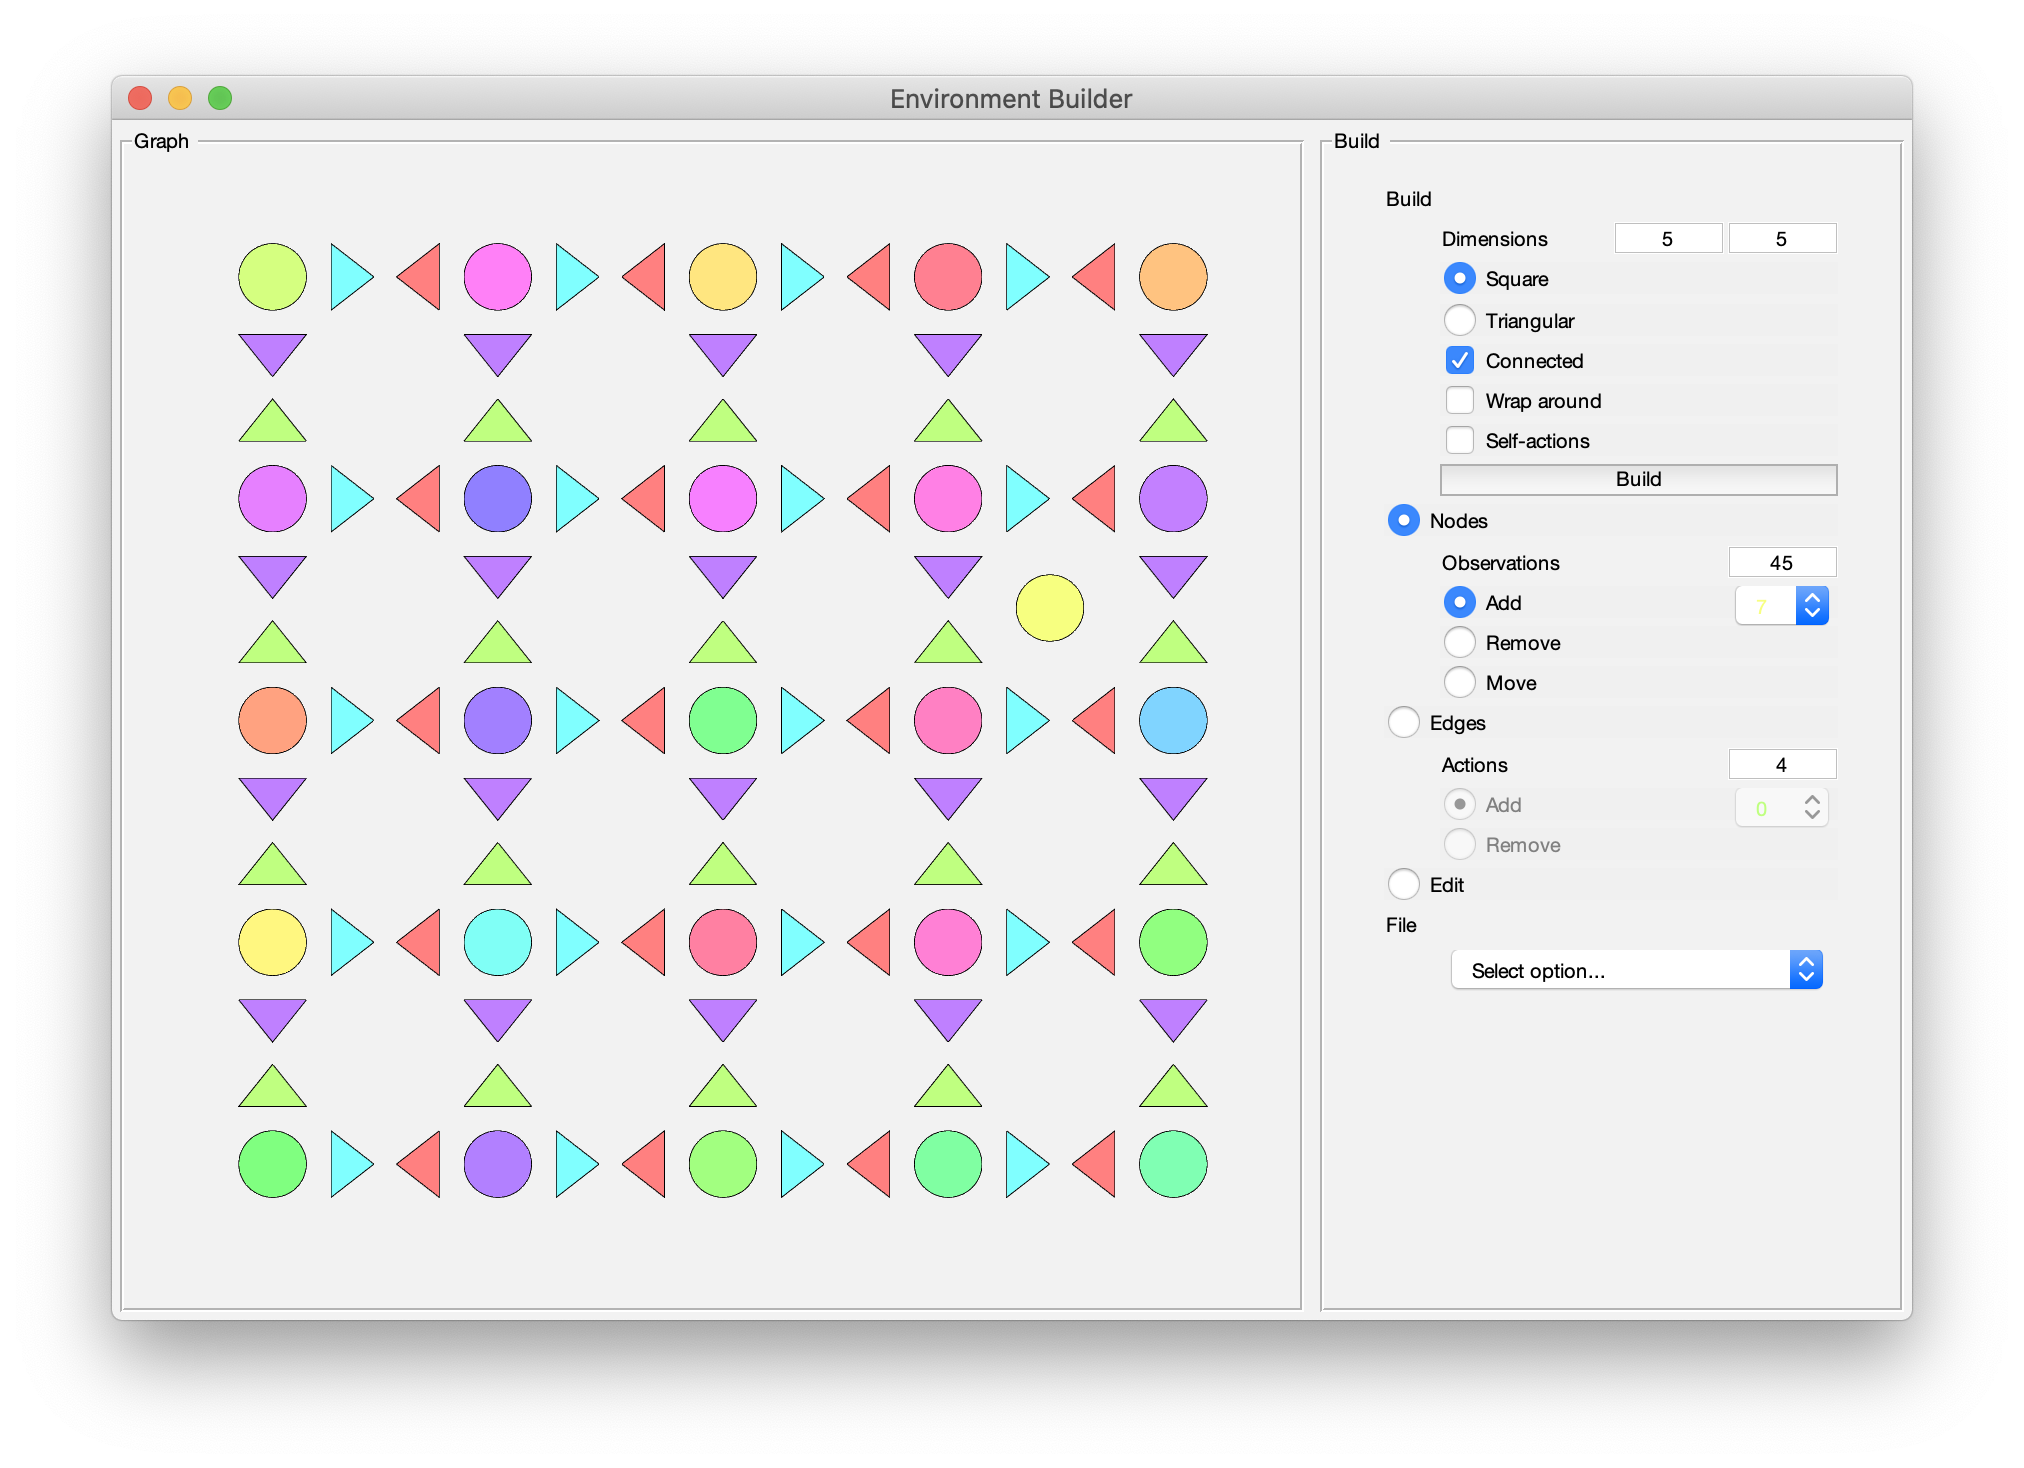 Environment Builder
Graph
Build
Build
Dimensions 5 5
Square
Triangular
Connected
Wrap around
Self-actions
Build
Nodes
Observations 45
Add 7
Remove
Move
Edges
Actions 4
Add 0
Remove
Edit
File
Select option...